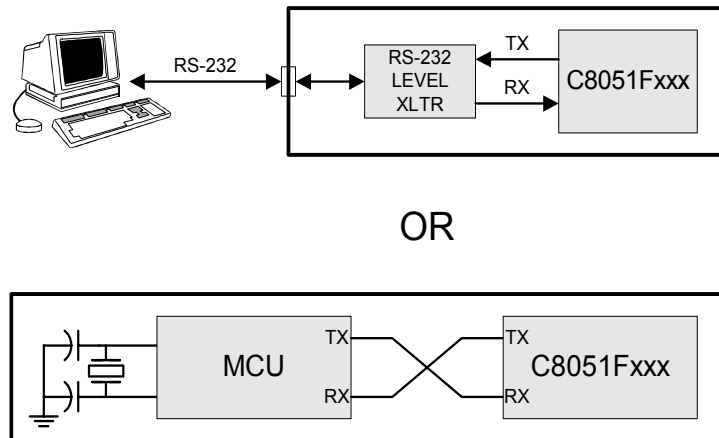 RS-232
RS-232
LEVEL
XLTR
TX
RX
C8051Fxxx
OR
MCU
TX
RX
TX
RX
C8051Fxxx